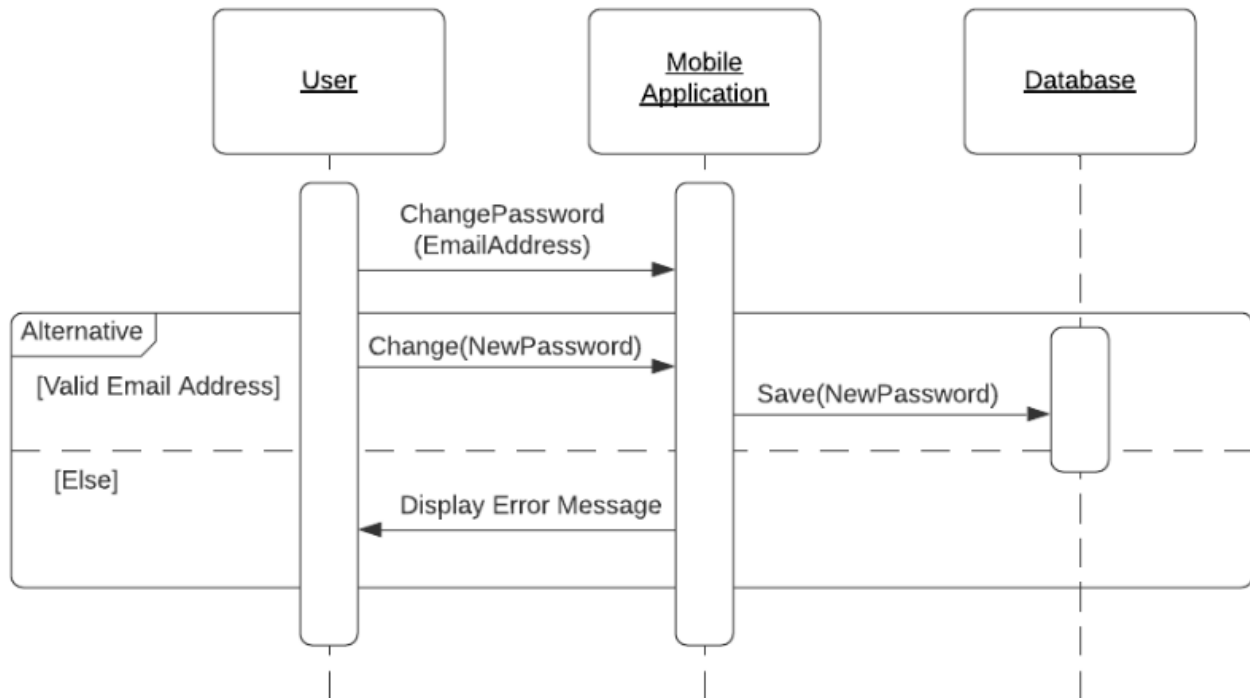 User
Mobile
Application
Database
ChangePassword
(EmailAddress)
Alternative
Change(NewPassword)
[Valid Email Address]
Save(NewPassword)
[Else]
Display Error Message